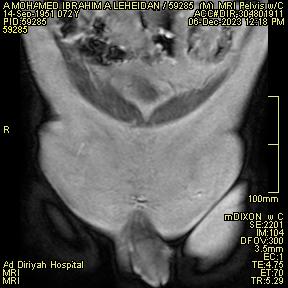 A MOHAMED IBRAHIM A LEHEIDAN / 59285 (M) MRI Pelvis w C
14-Sep-1951 072Y ACC#DIR-304801911
PID:59285 06-Dec-2023 12:18 PM
59285
R
100mm
mDIXON w C
SE:2201
IM:104
DFOV:300
3.5mm
EC:1
Ad Diriyah Hospital TE:4.75
MRI ET:70
MRI TR:5.29